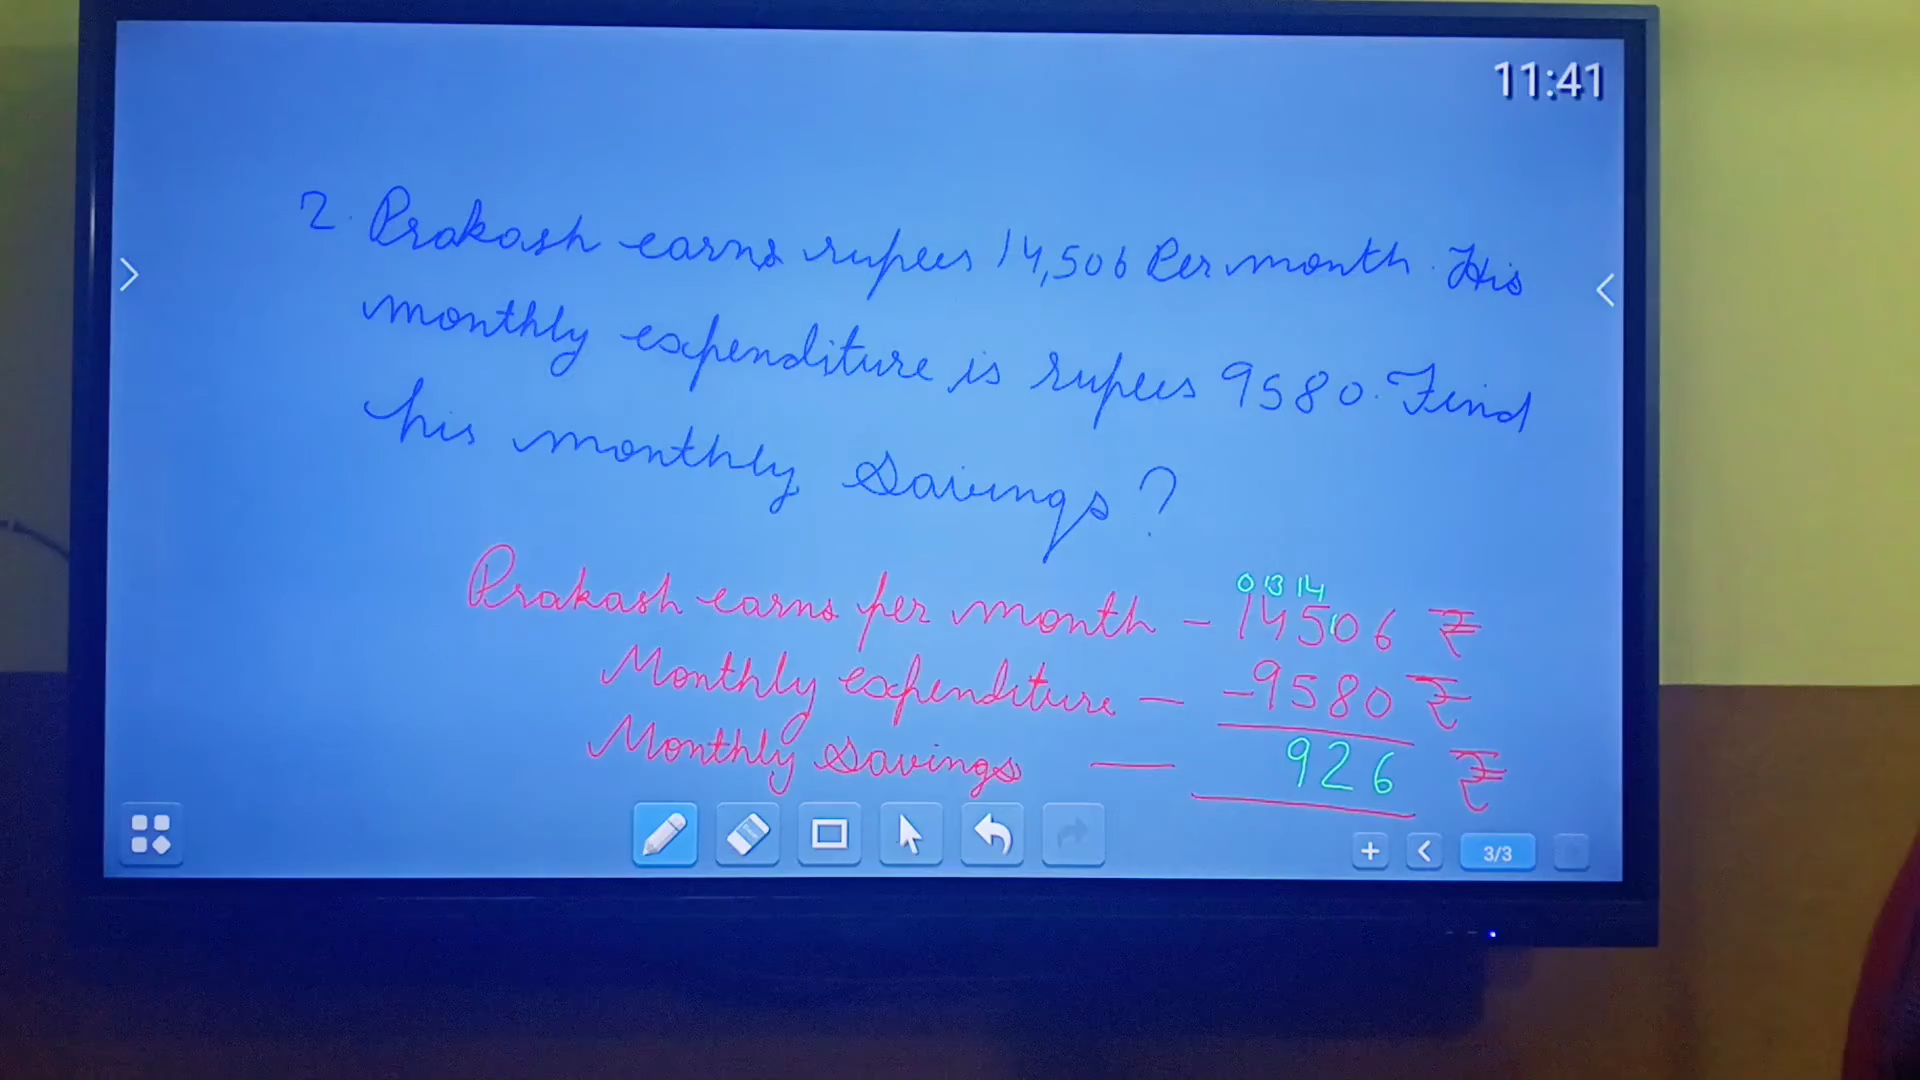 11:41
2. Prakash earns rupees 14,506 Per month. His
monthly expenditure is rupees 9580. Find
his monthly savings?
0 13 14
Prakash earns per month - 14506 ₹
Monthly expenditure - -9580 ₹
Monthly savings - 926 ₹
3/3